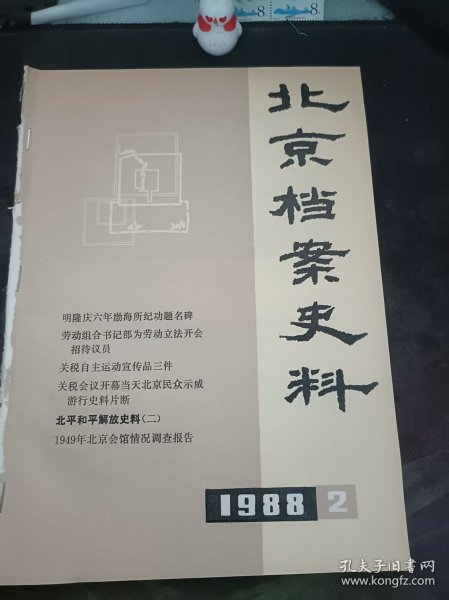 8
8
北京档案史料
明隆庆六年渤海所纪功题名碑
劳动组合书记部为劳动立法开会
招待议员
关税自主运动宣传品三件
关税会议开幕当天北京民众示威
游行史料片断
北平和平解放史料(二)
1949年北京会馆情况调查报告
1988 2
孔夫子旧书网
www.kongfz.com